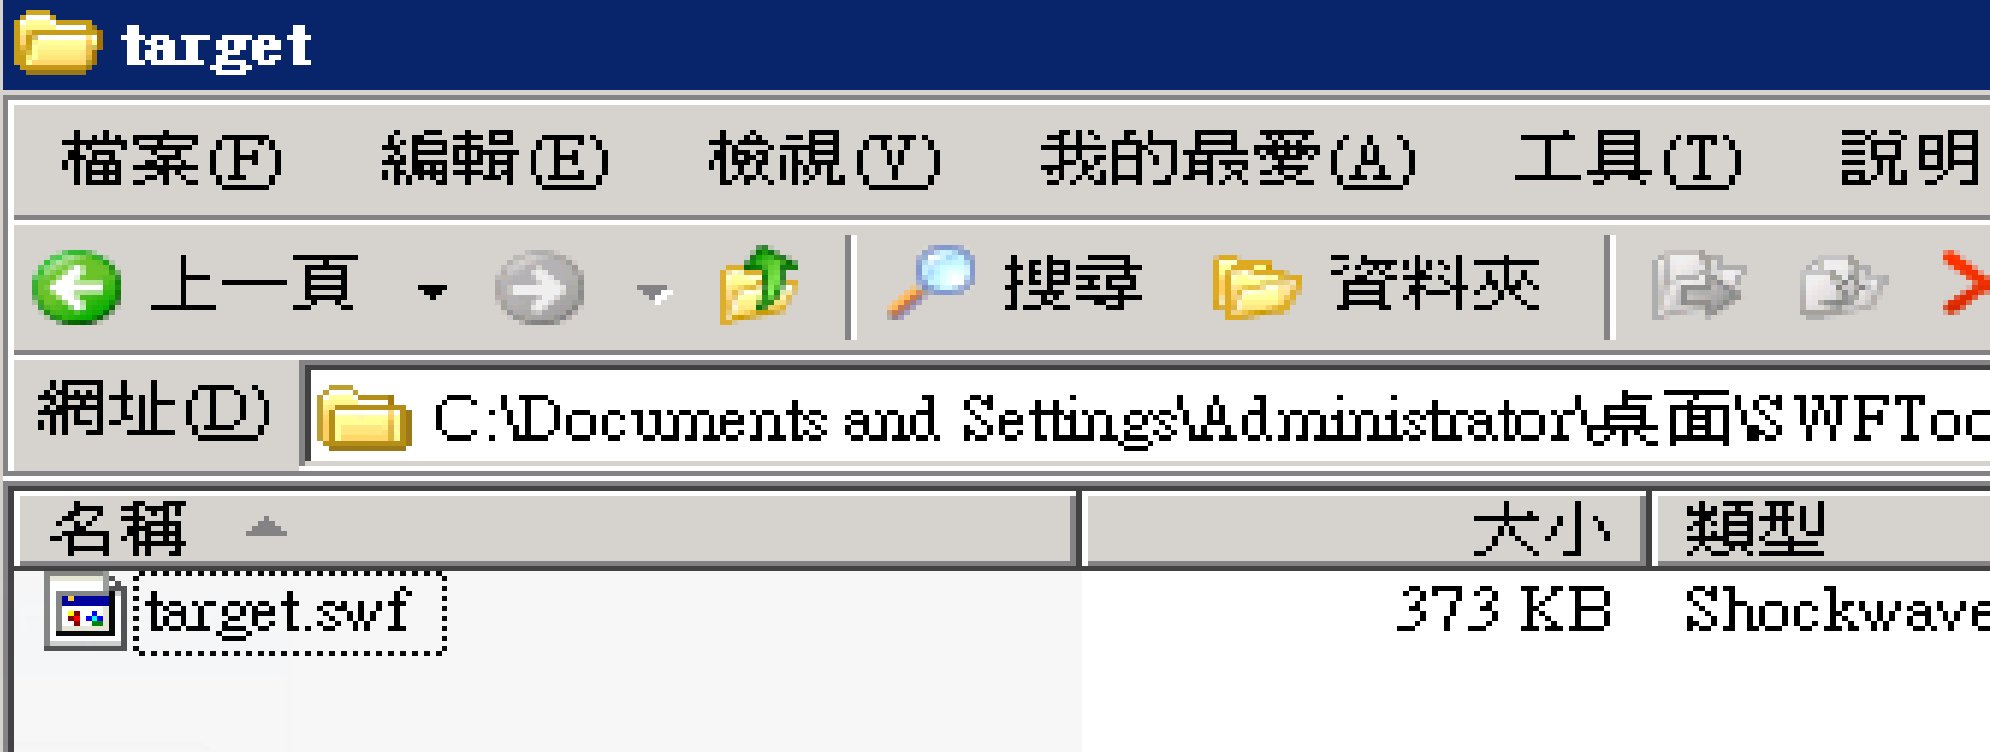 target
檔案(F) 編輯(E) 檢視(V) 我的最愛(A) 工具(T) 說明
上一頁 搜尋 資料夾
網址(D) C:\Documents and Settings\Administrator\桌面\SWFToo
名稱 大小 類型
target.swf 373 KB Shockwave